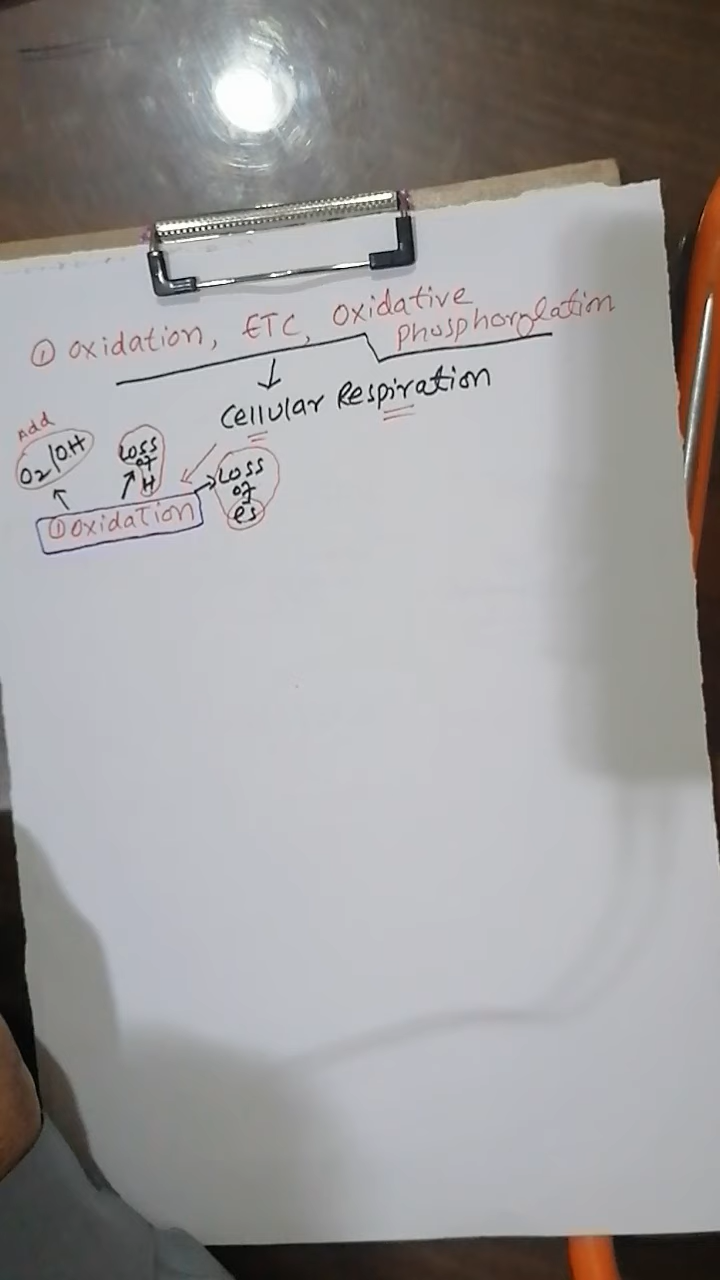 ① Oxidation, ETC, Oxidative
Phosphorylation
Cellular Respiration
Add
O2/OH
Loss
of
H
Loss
of
es
① Oxidation